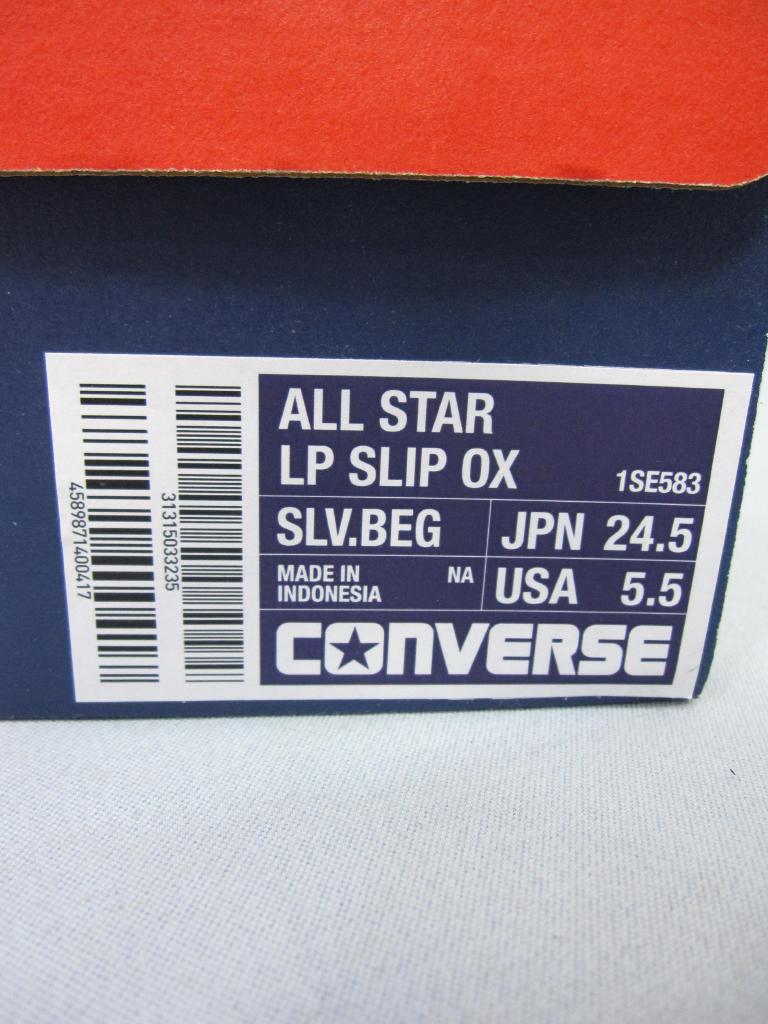 4589871400417
31315033235
ALL STAR
LP SLIP OX 1SE583
SLV.BEG JPN 24.5
MADE IN INDONESIA NA USA 5.5
CONVERSE